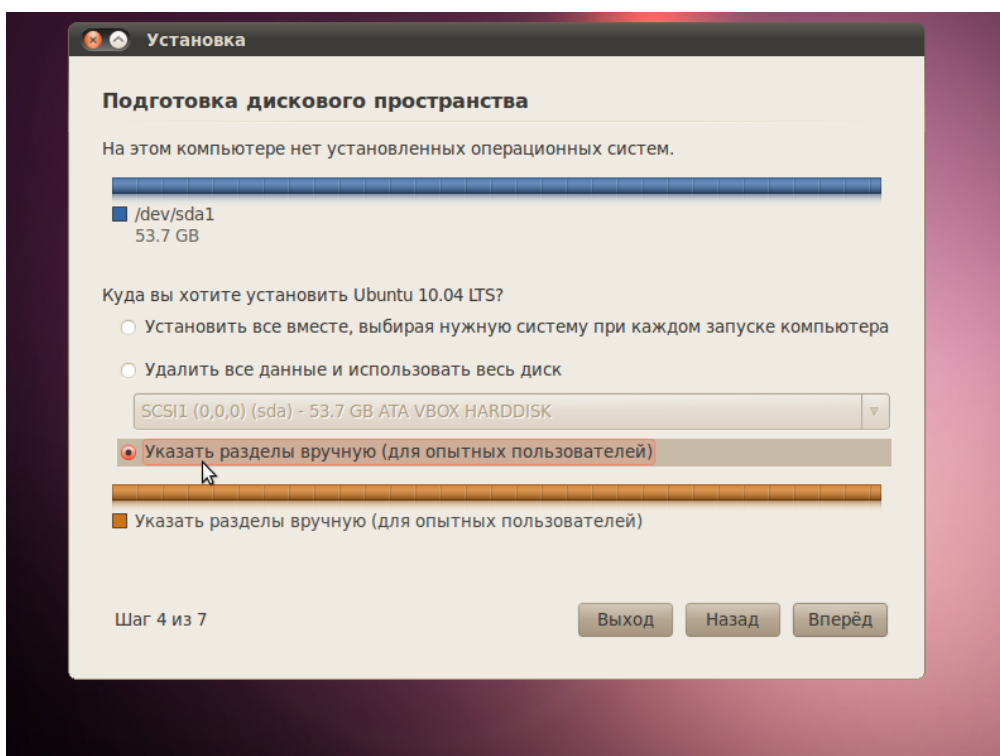 Установка
Подготовка дискового пространства
На этом компьютере нет установленных операционных систем.
/dev/sda1
53.7 GB
Куда вы хотите установить Ubuntu 10.04 LTS?
Установить все вместе, выбирая нужную систему при каждом запуске компьютера
Удалить все данные и использовать весь диск
SCSI1 (0,0,0) (sda) - 53.7 GB ATA VBOX HARDDISK
Указать разделы вручную (для опытных пользователей)
Указать разделы вручную (для опытных пользователей)
Шаг 4 из 7
Выход Назад Вперёд